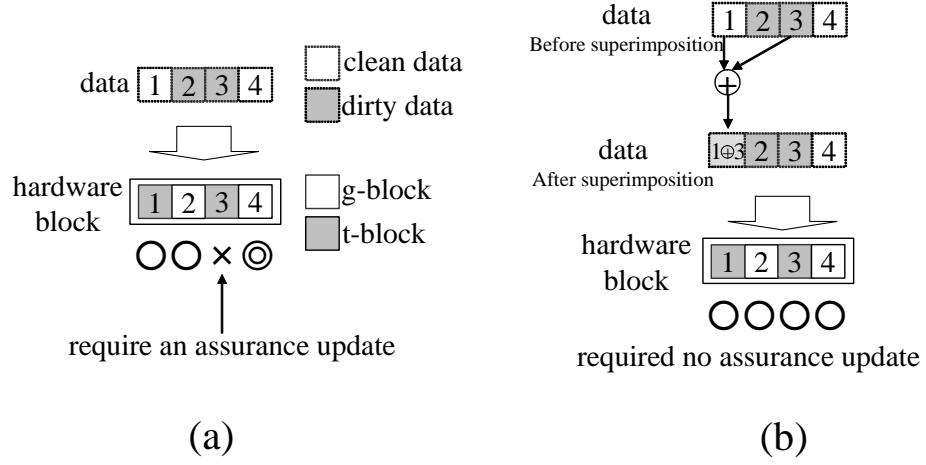 data
1 2 3 4
clean data
dirty data
hardware
block
1 2 3 4
g-block
t-block
○ ○ × ◎
require an assurance update
(a)
data
Before superimposition
1 2 3 4
+
data
After superimposition
1⊕3 2 3 4
hardware
block
1 2 3 4
○ ○ ○ ○
required no assurance update
(b)